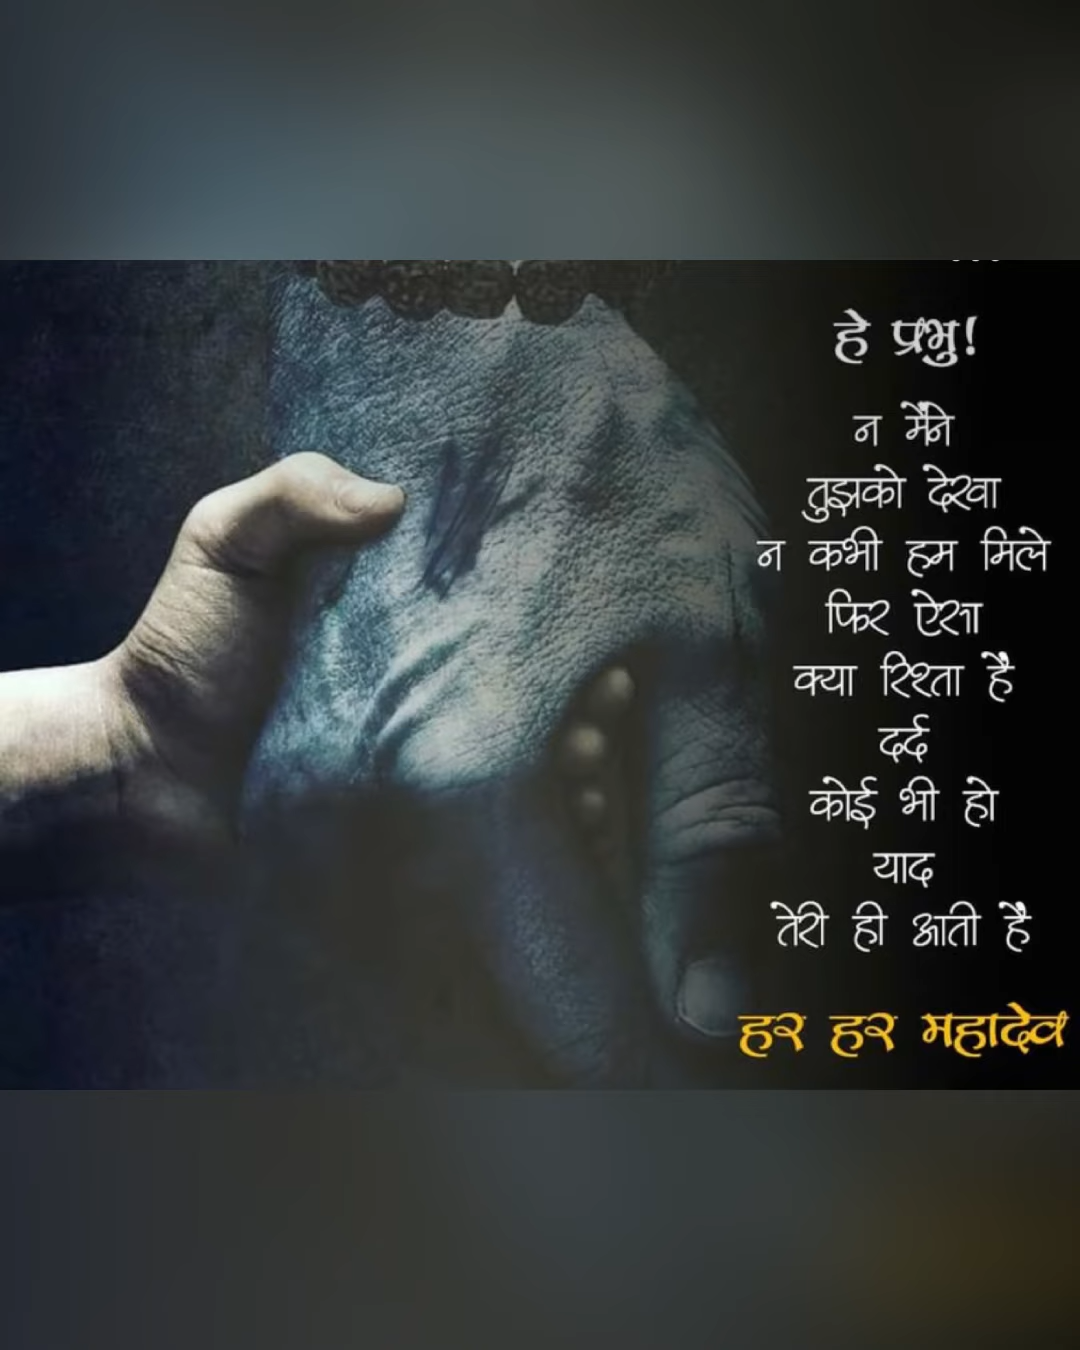 हे प्रभु!
न मैंने
तुझको देखा
न कभी हम मिले
फिर ऐसा
क्या रिश्ता है
दर्द
कोई भी हो
याद
तेरी ही आती है
हर हर महादेव